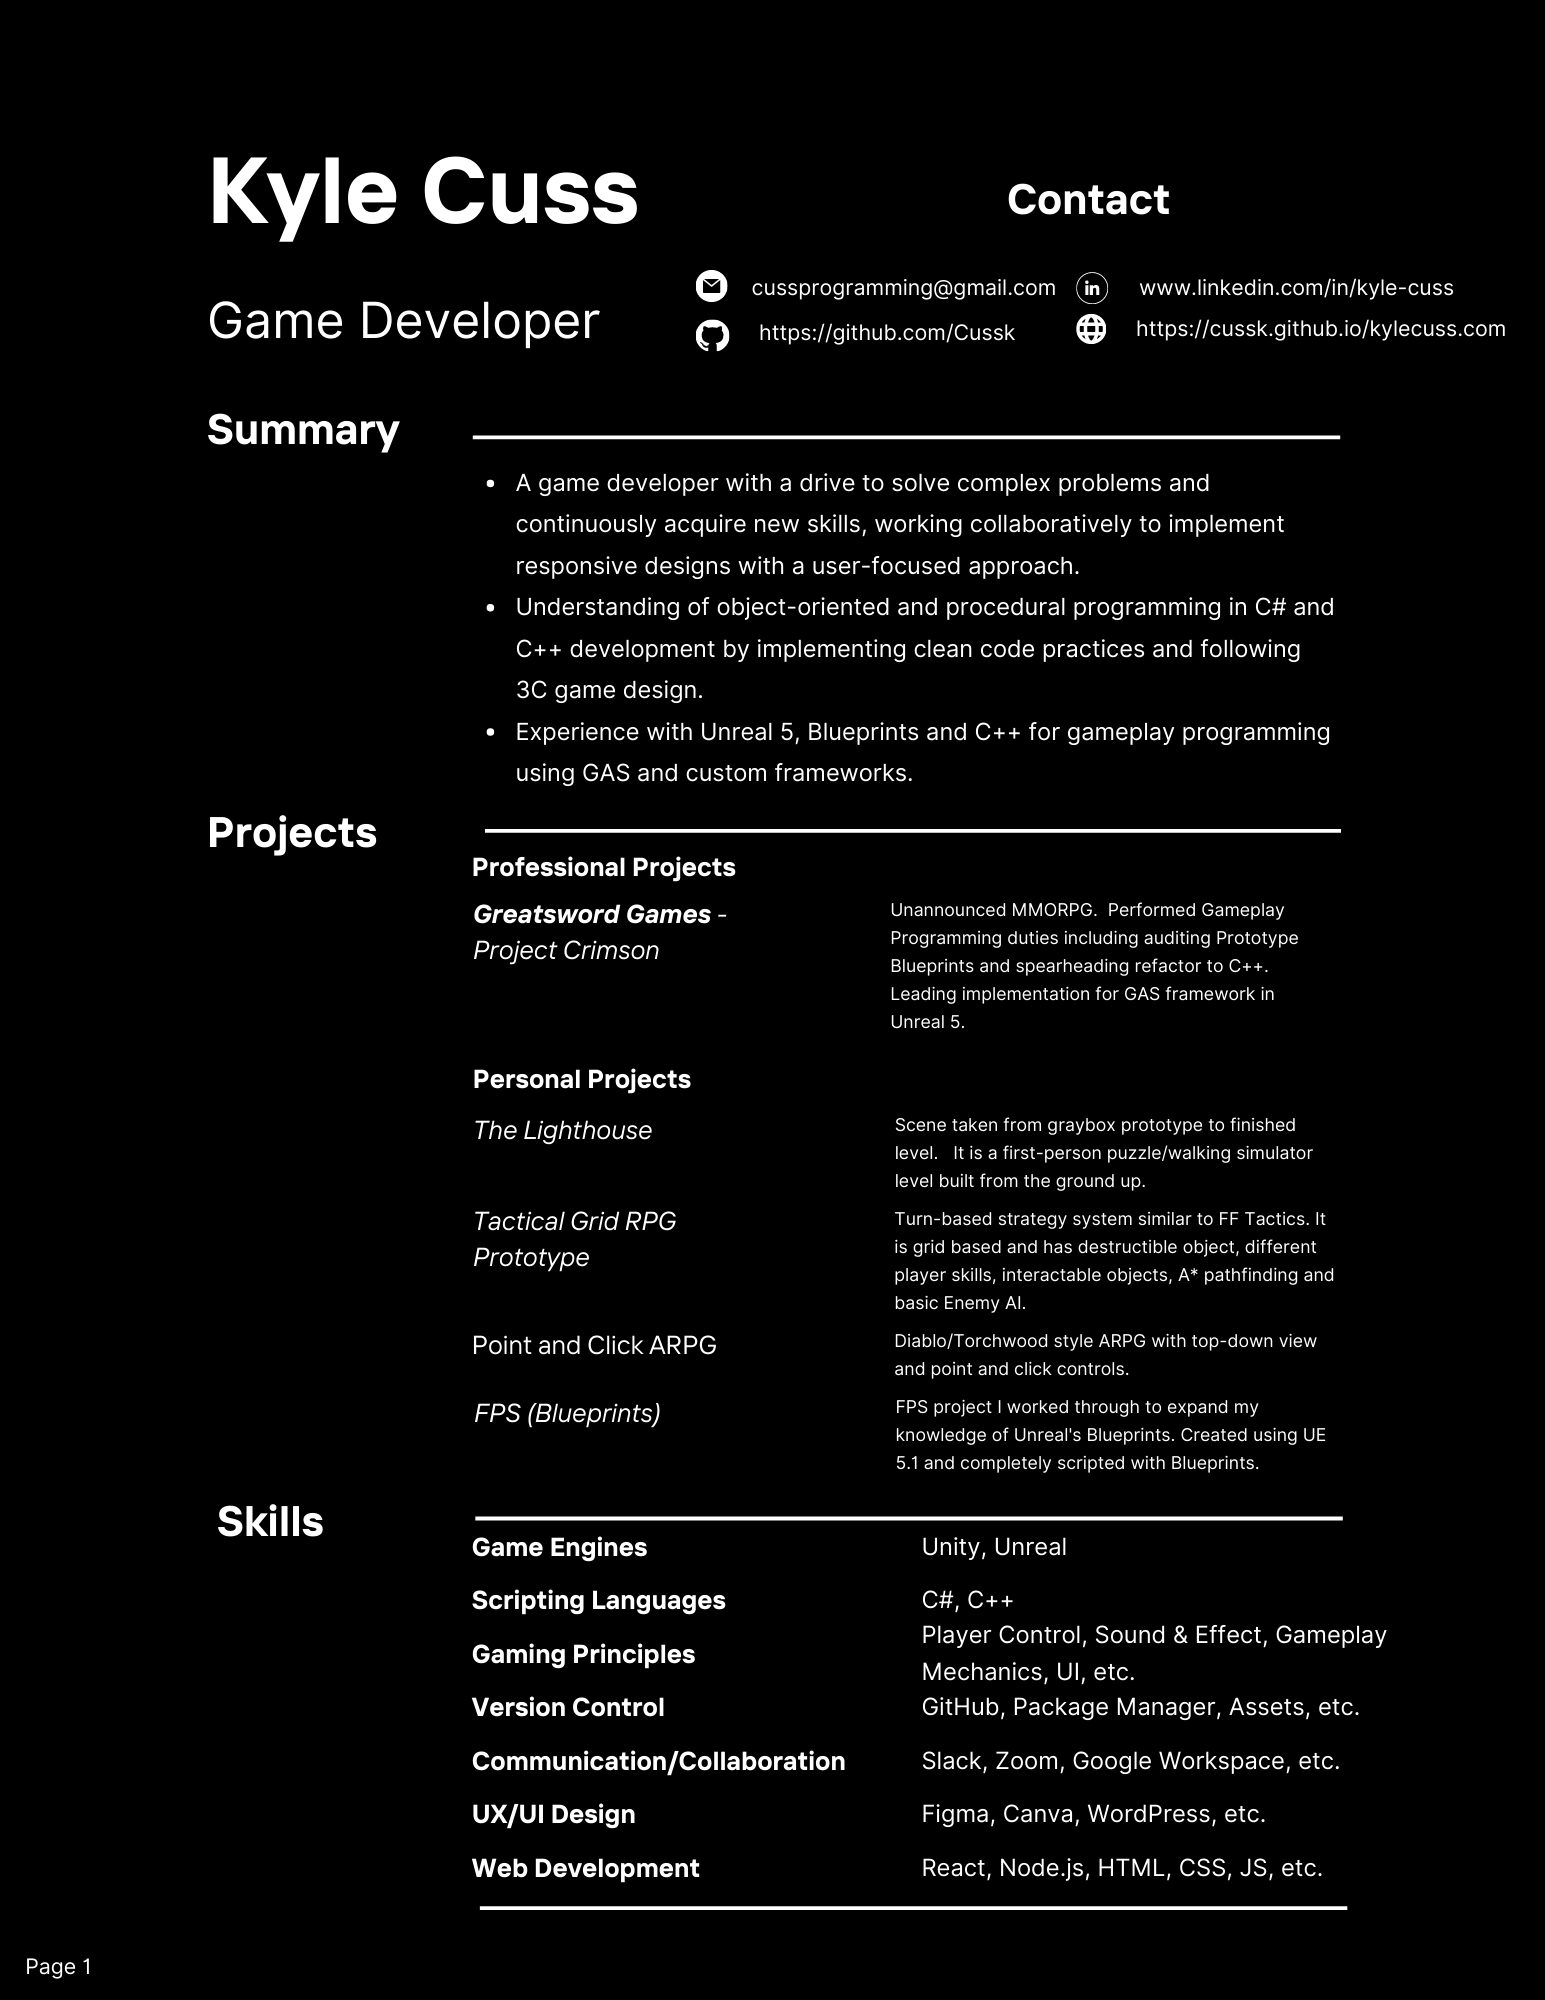 Kyle Cuss
Game Developer
Contact
cussprogramming@gmail.com
www.linkedin.com/in/kyle-cuss
https://github.com/Cussk
https://cussk.github.io/kylecuss.com
Summary
• A game developer with a drive to solve complex problems and
continuously acquire new skills, working collaboratively to implement
responsive designs with a user-focused approach.
• Understanding of object-oriented and procedural programming in C# and
C++ development by implementing clean code practices and following
3C game design.
• Experience with Unreal 5, Blueprints and C++ for gameplay programming
using GAS and custom frameworks.
Projects
Professional Projects
Greatsword Games -
Project Crimson
Unannounced MMORPG.  Performed Gameplay
Programming duties including auditing Prototype
Blueprints and spearheading refactor to C++.
Leading implementation for GAS framework in
Unreal 5.
Personal Projects
The Lighthouse
Scene taken from graybox prototype to finished
level.   It is a first-person puzzle/walking simulator
level built from the ground up.
Tactical Grid RPG
Prototype
Turn-based strategy system similar to FF Tactics. It
is grid based and has destructible object, different
player skills, interactable objects, A* pathfinding and
basic Enemy AI.
Point and Click ARPG
Diablo/Torchwood style ARPG with top-down view
and point and click controls.
FPS (Blueprints)
FPS project I worked through to expand my
knowledge of Unreal's Blueprints. Created using UE
5.1 and completely scripted with Blueprints.
Skills
Game Engines
Unity, Unreal
Scripting Languages
C#, C++
Gaming Principles
Player Control, Sound & Effect, Gameplay
Mechanics, UI, etc.
Version Control
GitHub, Package Manager, Assets, etc.
Communication/Collaboration
Slack, Zoom, Google Workspace, etc.
UX/UI Design
Figma, Canva, WordPress, etc.
Web Development
React, Node.js, HTML, CSS, JS, etc.
Page 1